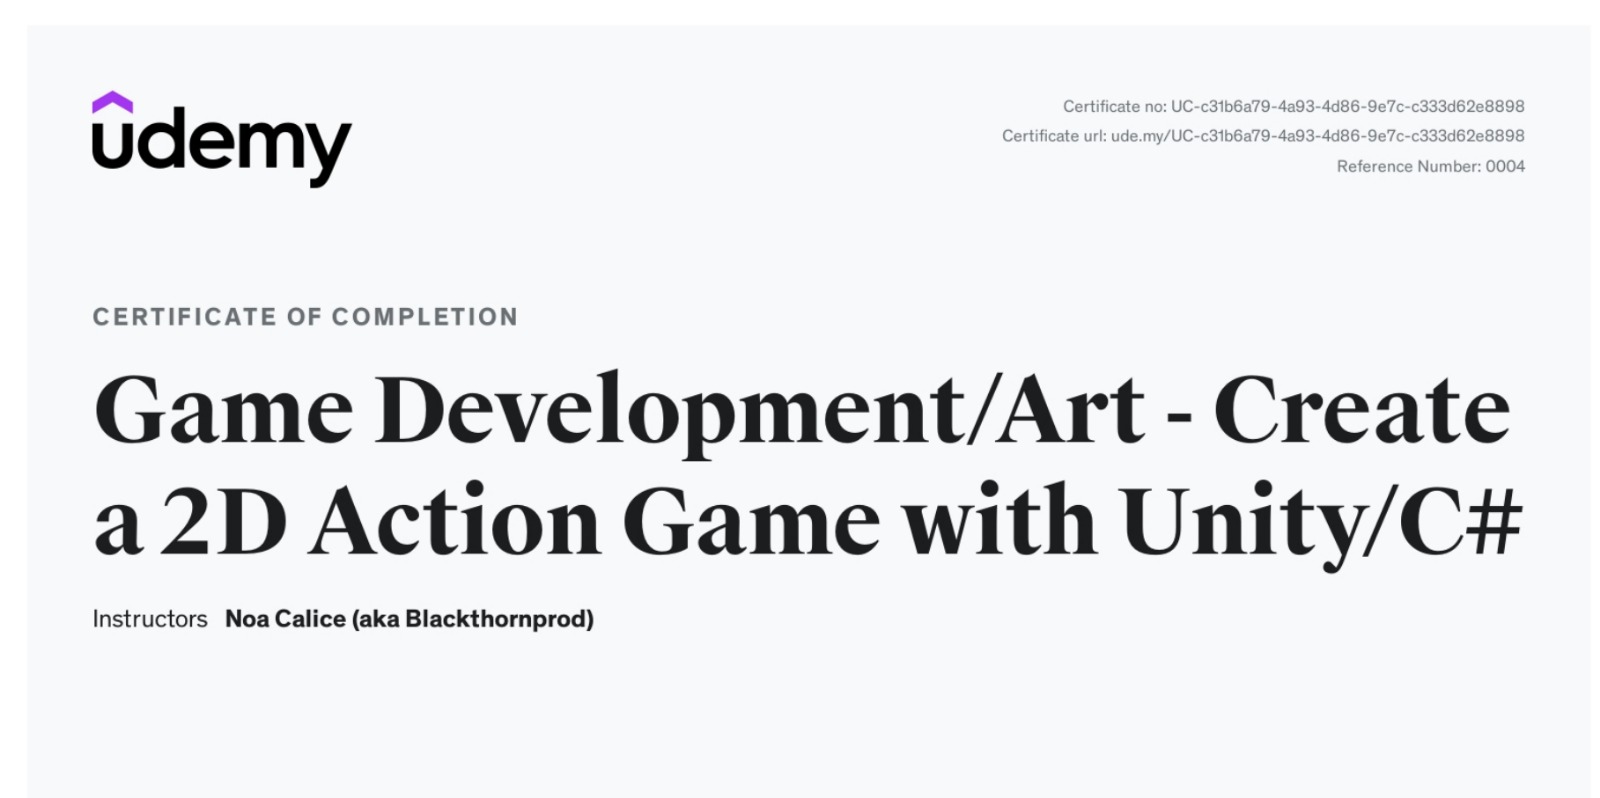 udemy
Certificate no: UC-c31b6a79-4a93-4d86-9e7c-c333d62e8898
Certificate url: ude.my/UC-c31b6a79-4a93-4d86-9e7c-c333d62e8898
Reference Number: 0004
CERTIFICATE OF COMPLETION
Game Development/Art - Create
a 2D Action Game with Unity/C#
Instructors Noa Calice (aka Blackthornprod)